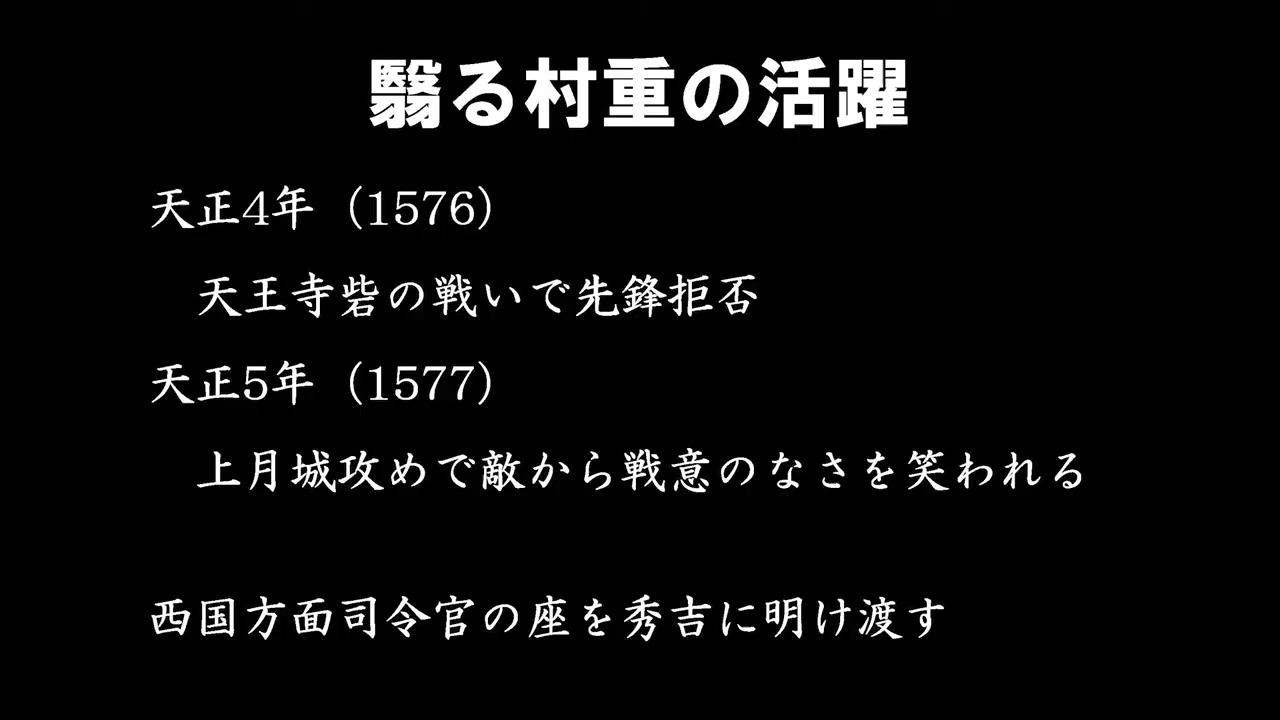 翳る村重の活躍
天正4年（1576）
天王寺砦の戦いで先鋒拒否
天正5年（1577）
上月城攻めで敵から戦意のなさを笑われる
西国方面司令官の座を秀吉に明け渡す